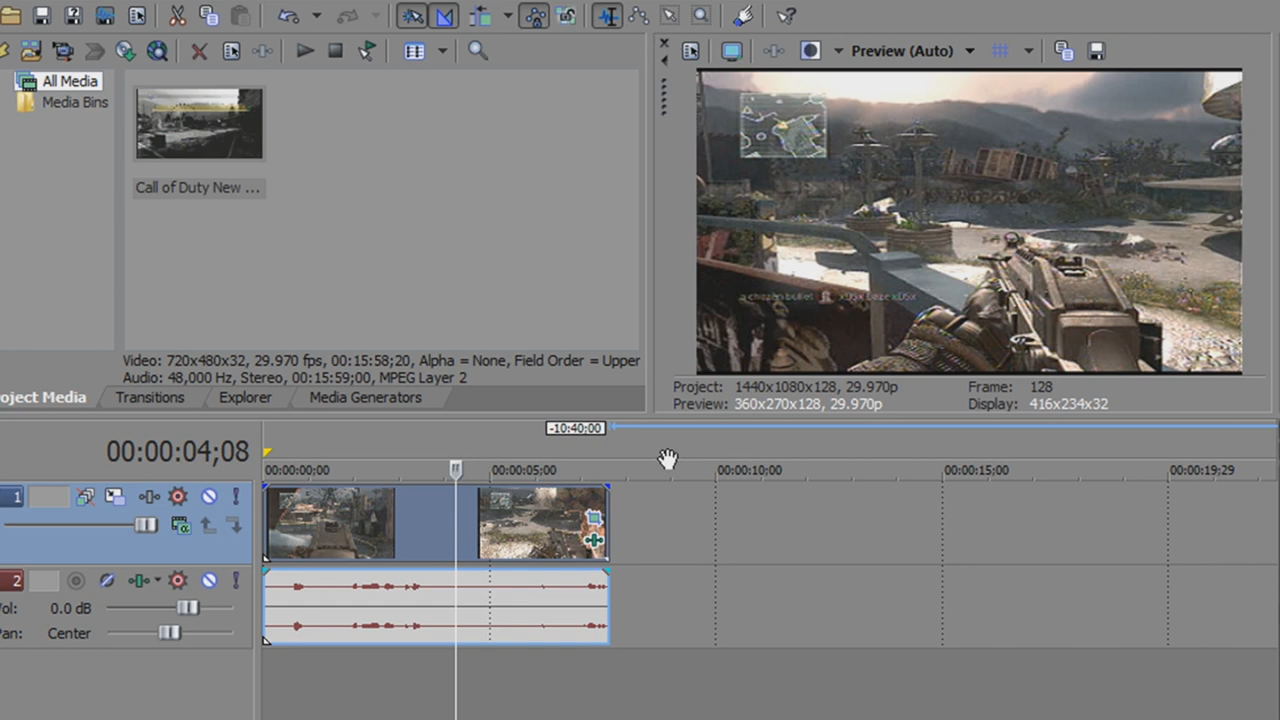 Preview (Auto)
All Media
Media Bins
Call of Duty New ...
Video: 720x480x32, 29.970 fps, 00:15:58;20, Alpha = None, Field Order = Upper
Audio: 48,000 Hz, Stereo, 00:15:59;00, MPEG Layer 2
oject Media
Transitions
Explorer
Media Generators
Project: 1440x1080x128, 29.970p
Frame: 128
Preview: 360x270x128, 29.970p
Display: 416x234x32
00:00:04;08
-10:40;00
00:00:00;00
00:00:05;00
00:00:10;00
00:00:15;00
00:00:19;29
1
2
ol: 0.0 dB
an: Center